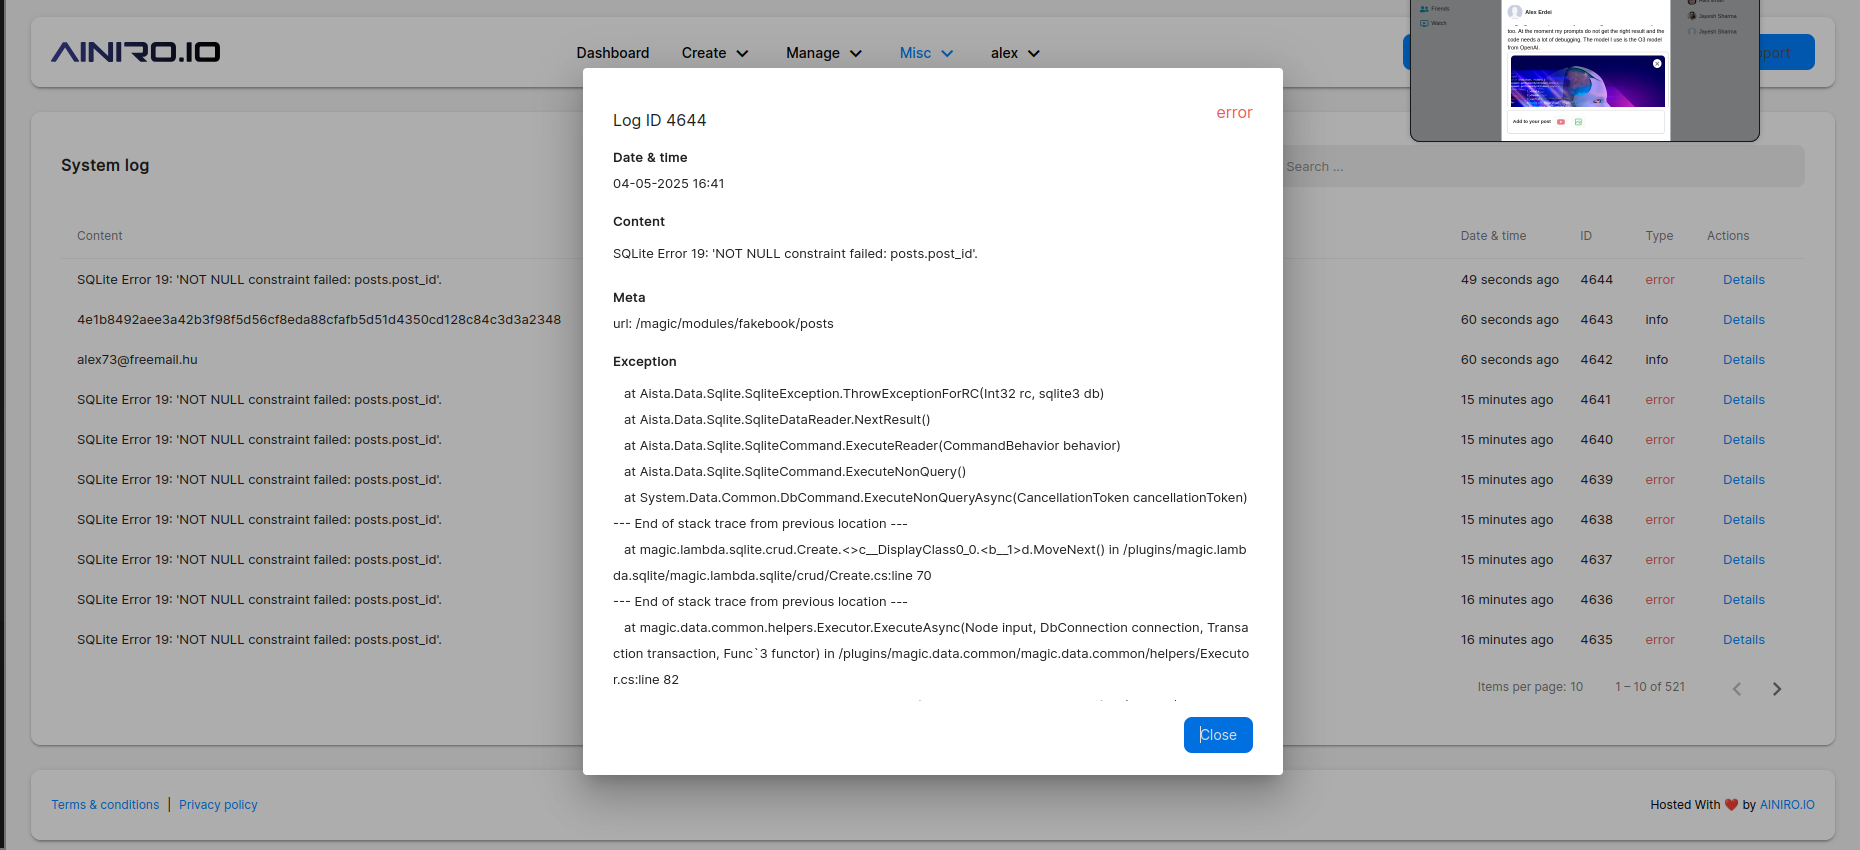 AINIRO.IO
Dashboard
Create
Manage
Misc
alex
port
Friends
Watch
Alex Erdei
too. At the moment my prompts do not get the right result and the
code needs a lot of debugging. The model I use is the O3 model
from OpenAI.
Add to your post
Jayesh Sharma
Jayesh Sharma
System log
Search ...
Content
Date & time
ID
Type
Actions
SQLite Error 19: 'NOT NULL constraint failed: posts.post_id'.
49 seconds ago
4644
error
Details
4e1b8492aee3a42b3f98f5d56cf8eda88cfafb5d51d4350cd128c84c3d3a2348
60 seconds ago
4643
info
Details
alex73@freemail.hu
60 seconds ago
4642
info
Details
SQLite Error 19: 'NOT NULL constraint failed: posts.post_id'.
15 minutes ago
4641
error
Details
SQLite Error 19: 'NOT NULL constraint failed: posts.post_id'.
15 minutes ago
4640
error
Details
SQLite Error 19: 'NOT NULL constraint failed: posts.post_id'.
15 minutes ago
4639
error
Details
SQLite Error 19: 'NOT NULL constraint failed: posts.post_id'.
15 minutes ago
4638
error
Details
SQLite Error 19: 'NOT NULL constraint failed: posts.post_id'.
15 minutes ago
4637
error
Details
SQLite Error 19: 'NOT NULL constraint failed: posts.post_id'.
16 minutes ago
4636
error
Details
SQLite Error 19: 'NOT NULL constraint failed: posts.post_id'.
16 minutes ago
4635
error
Details
Items per page: 10
1 – 10 of 521
Log ID 4644
error
Date & time
04-05-2025 16:41
Content
SQLite Error 19: 'NOT NULL constraint failed: posts.post_id'.
Meta
url: /magic/modules/fakebook/posts
Exception
at Aista.Data.Sqlite.SqliteException.ThrowExceptionForRC(Int32 rc, sqlite3 db)
at Aista.Data.Sqlite.SqliteDataReader.NextResult()
at Aista.Data.Sqlite.SqliteCommand.ExecuteReader(CommandBehavior behavior)
at Aista.Data.Sqlite.SqliteCommand.ExecuteNonQuery()
at System.Data.Common.DbCommand.ExecuteNonQueryAsync(CancellationToken cancellationToken)
--- End of stack trace from previous location ---
at magic.lambda.sqlite.crud.Create.<>c__DisplayClass0_0.<b__1>d.MoveNext() in /plugins/magic.lamb
da.sqlite/magic.lambda.sqlite/crud/Create.cs:line 70
--- End of stack trace from previous location ---
at magic.data.common.helpers.Executor.ExecuteAsync(Node input, DbConnection connection, Transa
ction transaction, Func`3 functor) in /plugins/magic.data.common/magic.data.common/helpers/Executo
r.cs:line 82
Close
Terms & conditions | Privacy policy
Hosted With ❤️ by AINIRO.IO